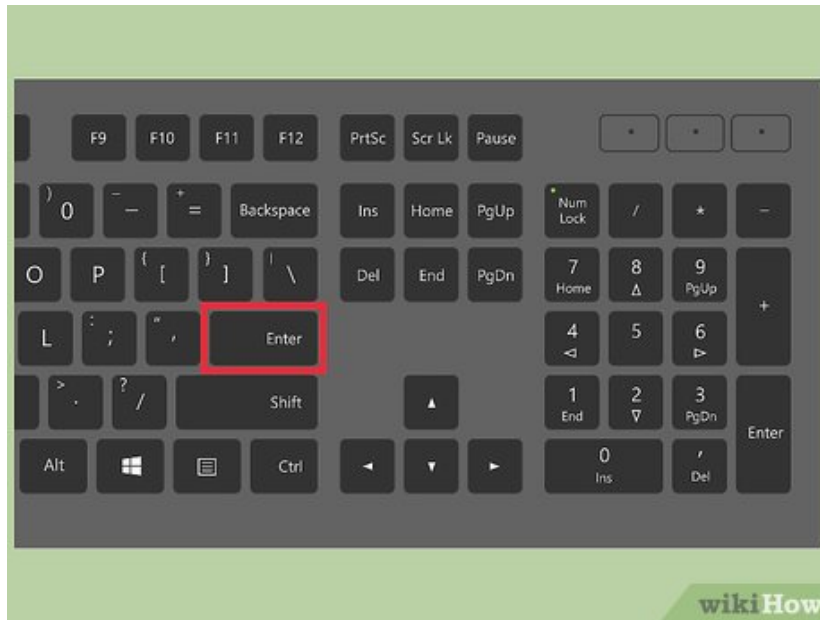 F9 F10 F11 F12 PrtSc Scr Lk Pause
) 0 _ - + = Backspace Ins Home PgUp Num Lock / * -
O P { [ } ] | \ Del End PgDn 7 Home 8 9 PgUp +
L : ; " , Enter 4 5 6
> . ? / Shift 1 End 2 3 PgDn Enter
Alt Ctrl 0 Ins , Del
wikiHow